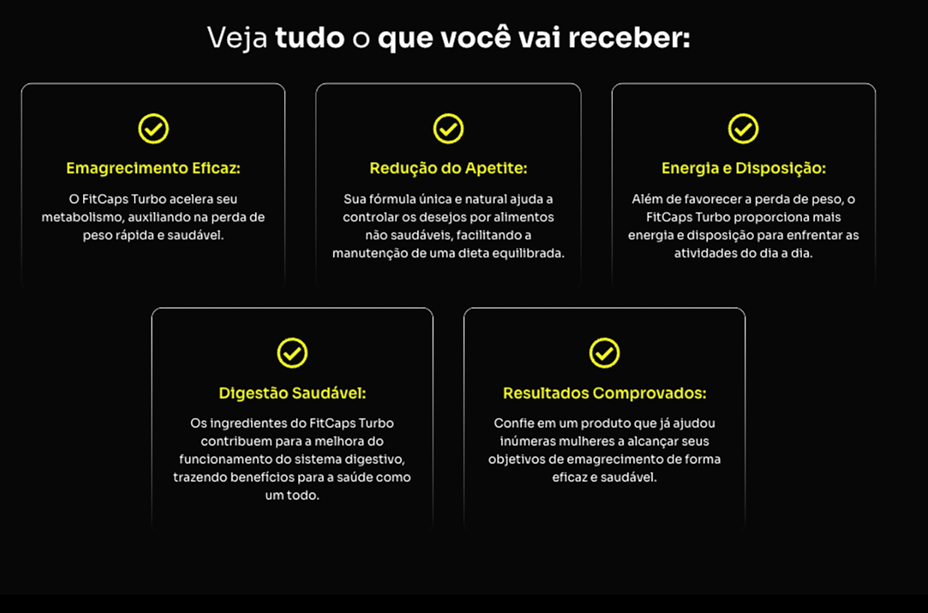 Veja tudo o que você vai receber:
Emagrecimento Eficaz:
O FitCaps Turbo acelera seu
metabolismo, auxiliando na perda de
peso rápida e saudável.
Redução do Apetite:
Sua fórmula única e natural ajuda a
controlar os desejos por alimentos
não saudáveis, facilitando a
manutenção de uma dieta equilibrada.
Energia e Disposição:
Além de favorecer a perda de peso, o
FitCaps Turbo proporciona mais
energia e disposição para enfrentar as
atividades do dia a dia.
Digestão Saudável:
Os ingredientes do FitCaps Turbo
contribuem para a melhora do
funcionamento do sistema digestivo,
trazendo benefícios para a saúde como
um todo.
Resultados Comprovados:
Confie em um produto que já ajudou
inúmeras mulheres a alcançar seus
objetivos de emagrecimento de forma
eficaz e saudável.